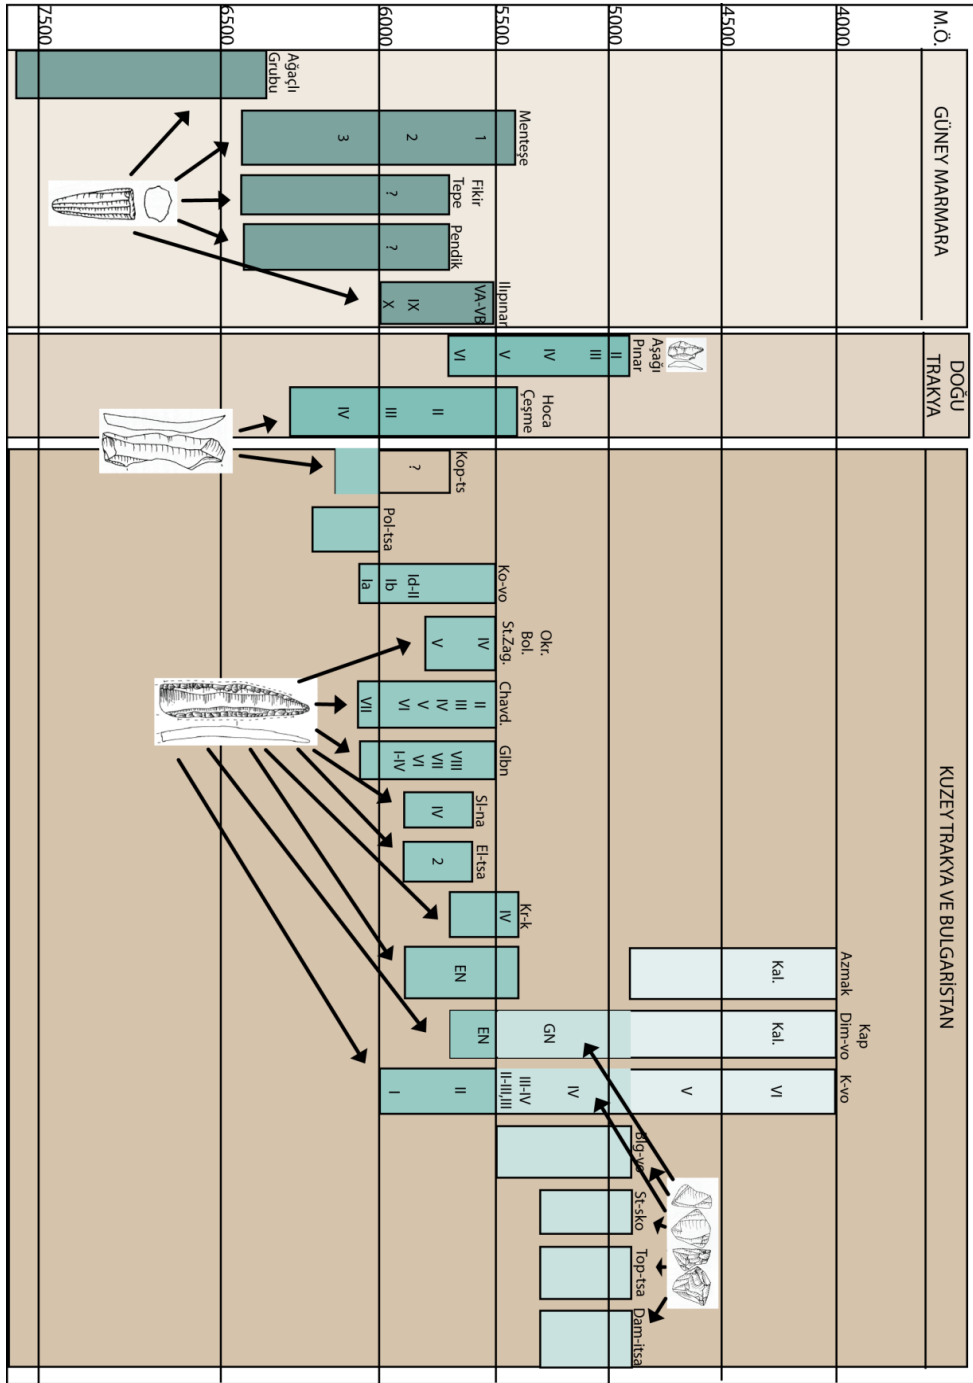 M.Ö.
4000
4500
5000
5500
6000
6500
7500
GÜNEY MARMARA
Ağaçlı
Grubu
Menteşe
1
2
3
Fikir
Tepe
?
Pendik
?
Ilıpınar
VA-VB
IX
X
DOĞU
TRAKYA
Aşağı
Pınar
II
III
IV
V
VI
Hoca
Çeşme
II
III
IV
KUZEY TRAKYA VE BULGARİSTAN
Kop-ts
?
Pol-tsa
Ko-vo
Id-II
Ib
Ia
Okr.
Bol.
St.Zag.
IV
V
Chavd.
II
III
IV
V
VI
VII
Glbn
VIII
VII
VI
I-IV
Sl-na
IV
El-tsa
2
Kr-k
IV
Azmak
Kal.
EN
Kap
Dim-vo
Kal.
GN
EN
K-vo
VI
V
IV
III-IV
II-III,III
II
I
Blg-vo
St-sko
Top-tsa
Dam-itsa